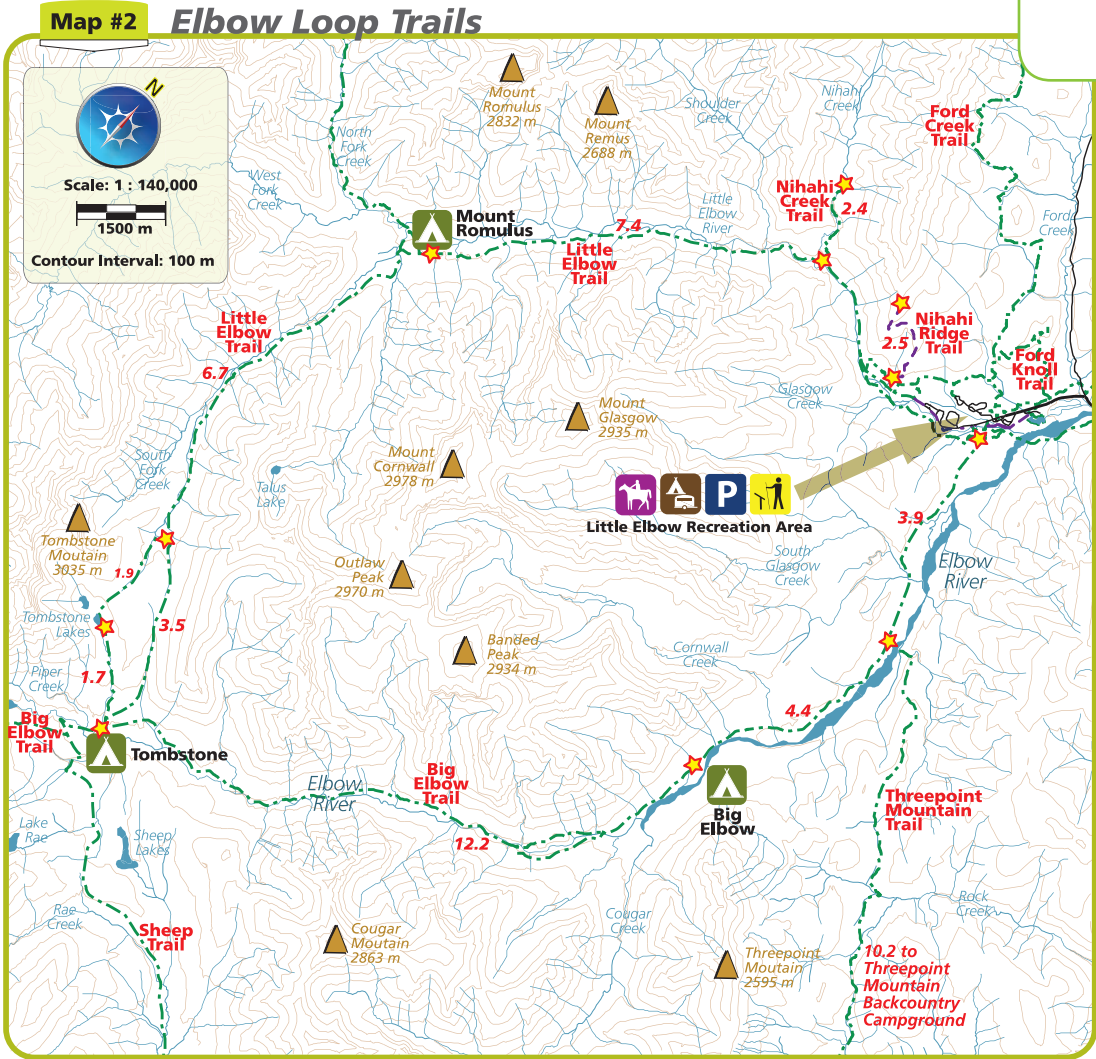 Map #2
Elbow Loop Trails
N
Scale: 1 : 140,000
1500 m
Contour Interval: 100 m
Mount
Romulus
2832 m
Mount
Remus
2688 m
Shoulder
Creek
Nihahi
Creek
Ford
Creek
Trail
North
Fork
Creek
West
Fork
Creek
Mount
Romulus
7.4
Little
Elbow
River
Little
Elbow
Trail
Nihahi
Creek
Trail
2.4
Ford
Creek
Little
Elbow
Trail
6.7
Nihahi
Ridge
Trail
2.5
Ford
Knoll
Trail
Glasgow
Creek
Mount
Glasgow
2935 m
Mount
Cornwall
2978 m
South
Fork
Creek
Talus
Lake
P
Little Elbow Recreation Area
Tombstone
Moutain
3035 m
1.9
3.9
Outlaw
Peak
2970 m
South
Glasgow
Creek
Elbow
River
Tombstone
Lakes
3.5
Banded
Peak
2934 m
Cornwall
Creek
Piper
Creek
1.7
4.4
Big
Elbow
Trail
Tombstone
Elbow
River
Big
Elbow
Trail
12.2
Big
Elbow
Threepoint
Mountain
Trail
Lake
Rae
Sheep
Lakes
Rae
Creek
Sheep
Trail
Cougar
Moutain
2863 m
Cougar
Creek
Rock
Creek
Threepoint
Moutain
2595 m
10.2 to
Threepoint
Mountain
Backcountry
Campground